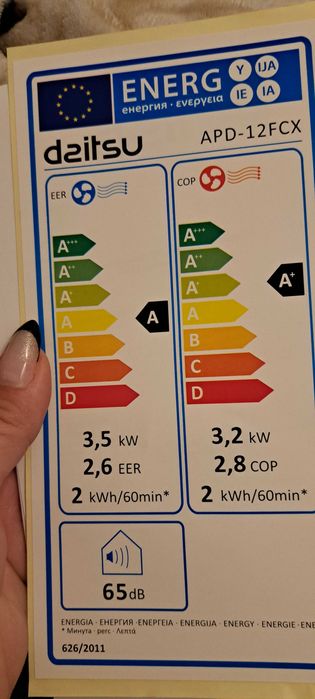 ENERG
Y IJA
IE IA
енергия · ενεργεια
daitsu
APD-12FCX
EER
COP
A+++
A++
A+
A
B
C
D
A
A+++
A++
A+
A
B
C
D
A+
3,5 kW
2,6 EER
2 kWh/60min*
3,2 kW
2,8 COP
2 kWh/60min*
65dB
ENERGIA · ЕНЕРГИЯ · ΕΝΕΡΓΕΙΑ · ENERGIJA · ENERGY · ENERGIE · ENE
* Минута · perc · Λεπτά
626/2011